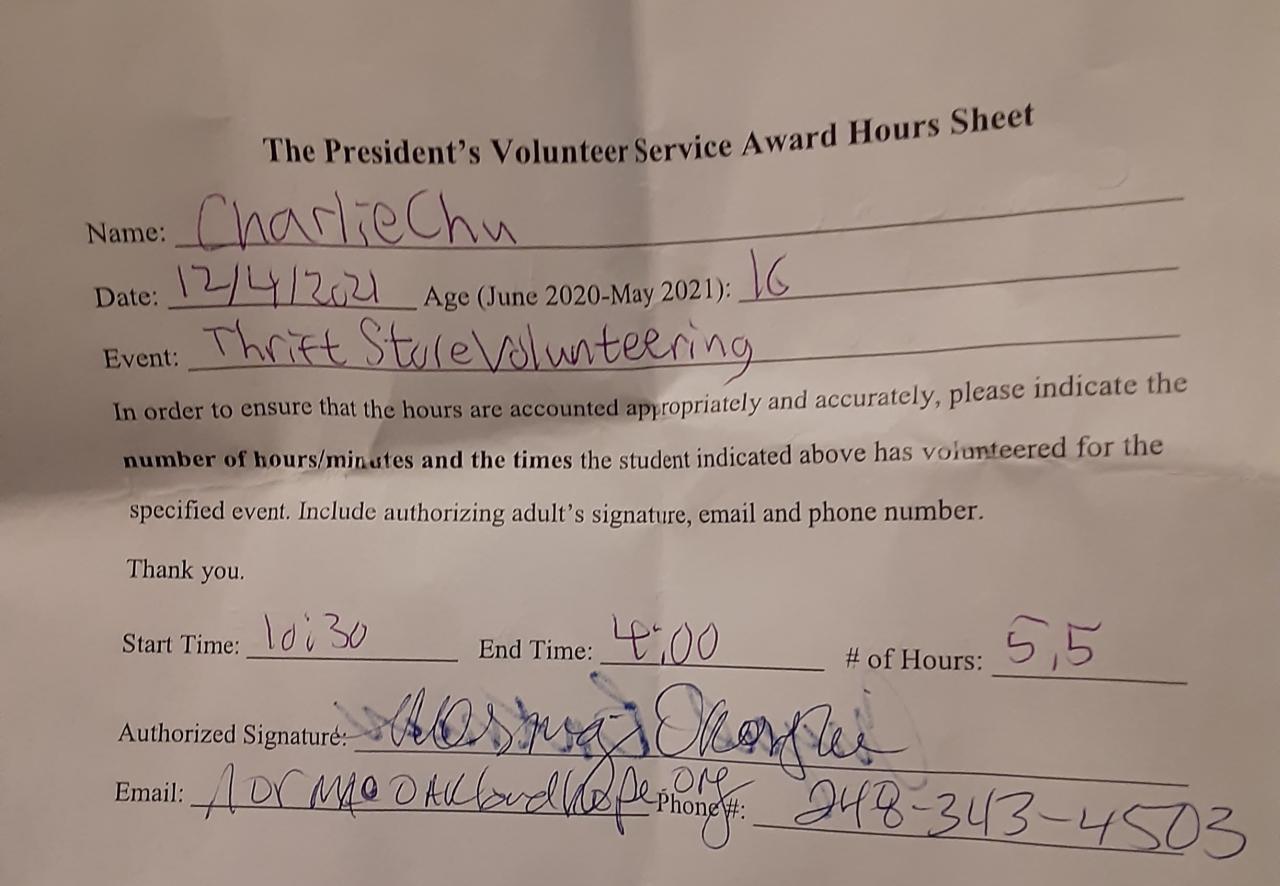 The President's Volunteer Service Award Hours Sheet
Name: Charlie Chu
Date: 12/4/2021 Age (June 2020-May 2021): 16
Event: Thrift Store Volunteering
In order to ensure that the hours are accounted appropriately and accurately, please indicate the
number of hours/minutes and the times the student indicated above has volunteered for the
specified event. Include authorizing adult's signature, email and phone number.
Thank you.
Start Time: 10:30 End Time: 4:00 # of Hours: 5.5
Authorized Signature:
Email: Phone #: 248-343-4503